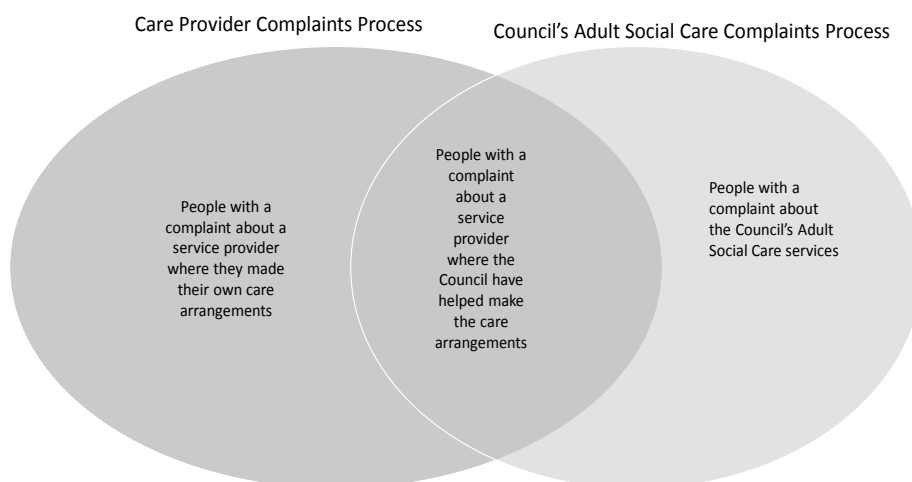 Care Provider Complaints Process
Council’s Adult Social Care Complaints Process
People with a
complaint about a
service provider
where they made
their own care
arrangements
People with a
complaint
about a
service
provider
where the
Council have
helped make
the care
arrangements
People with a
complaint about
the Council’s Adult
Social Care services